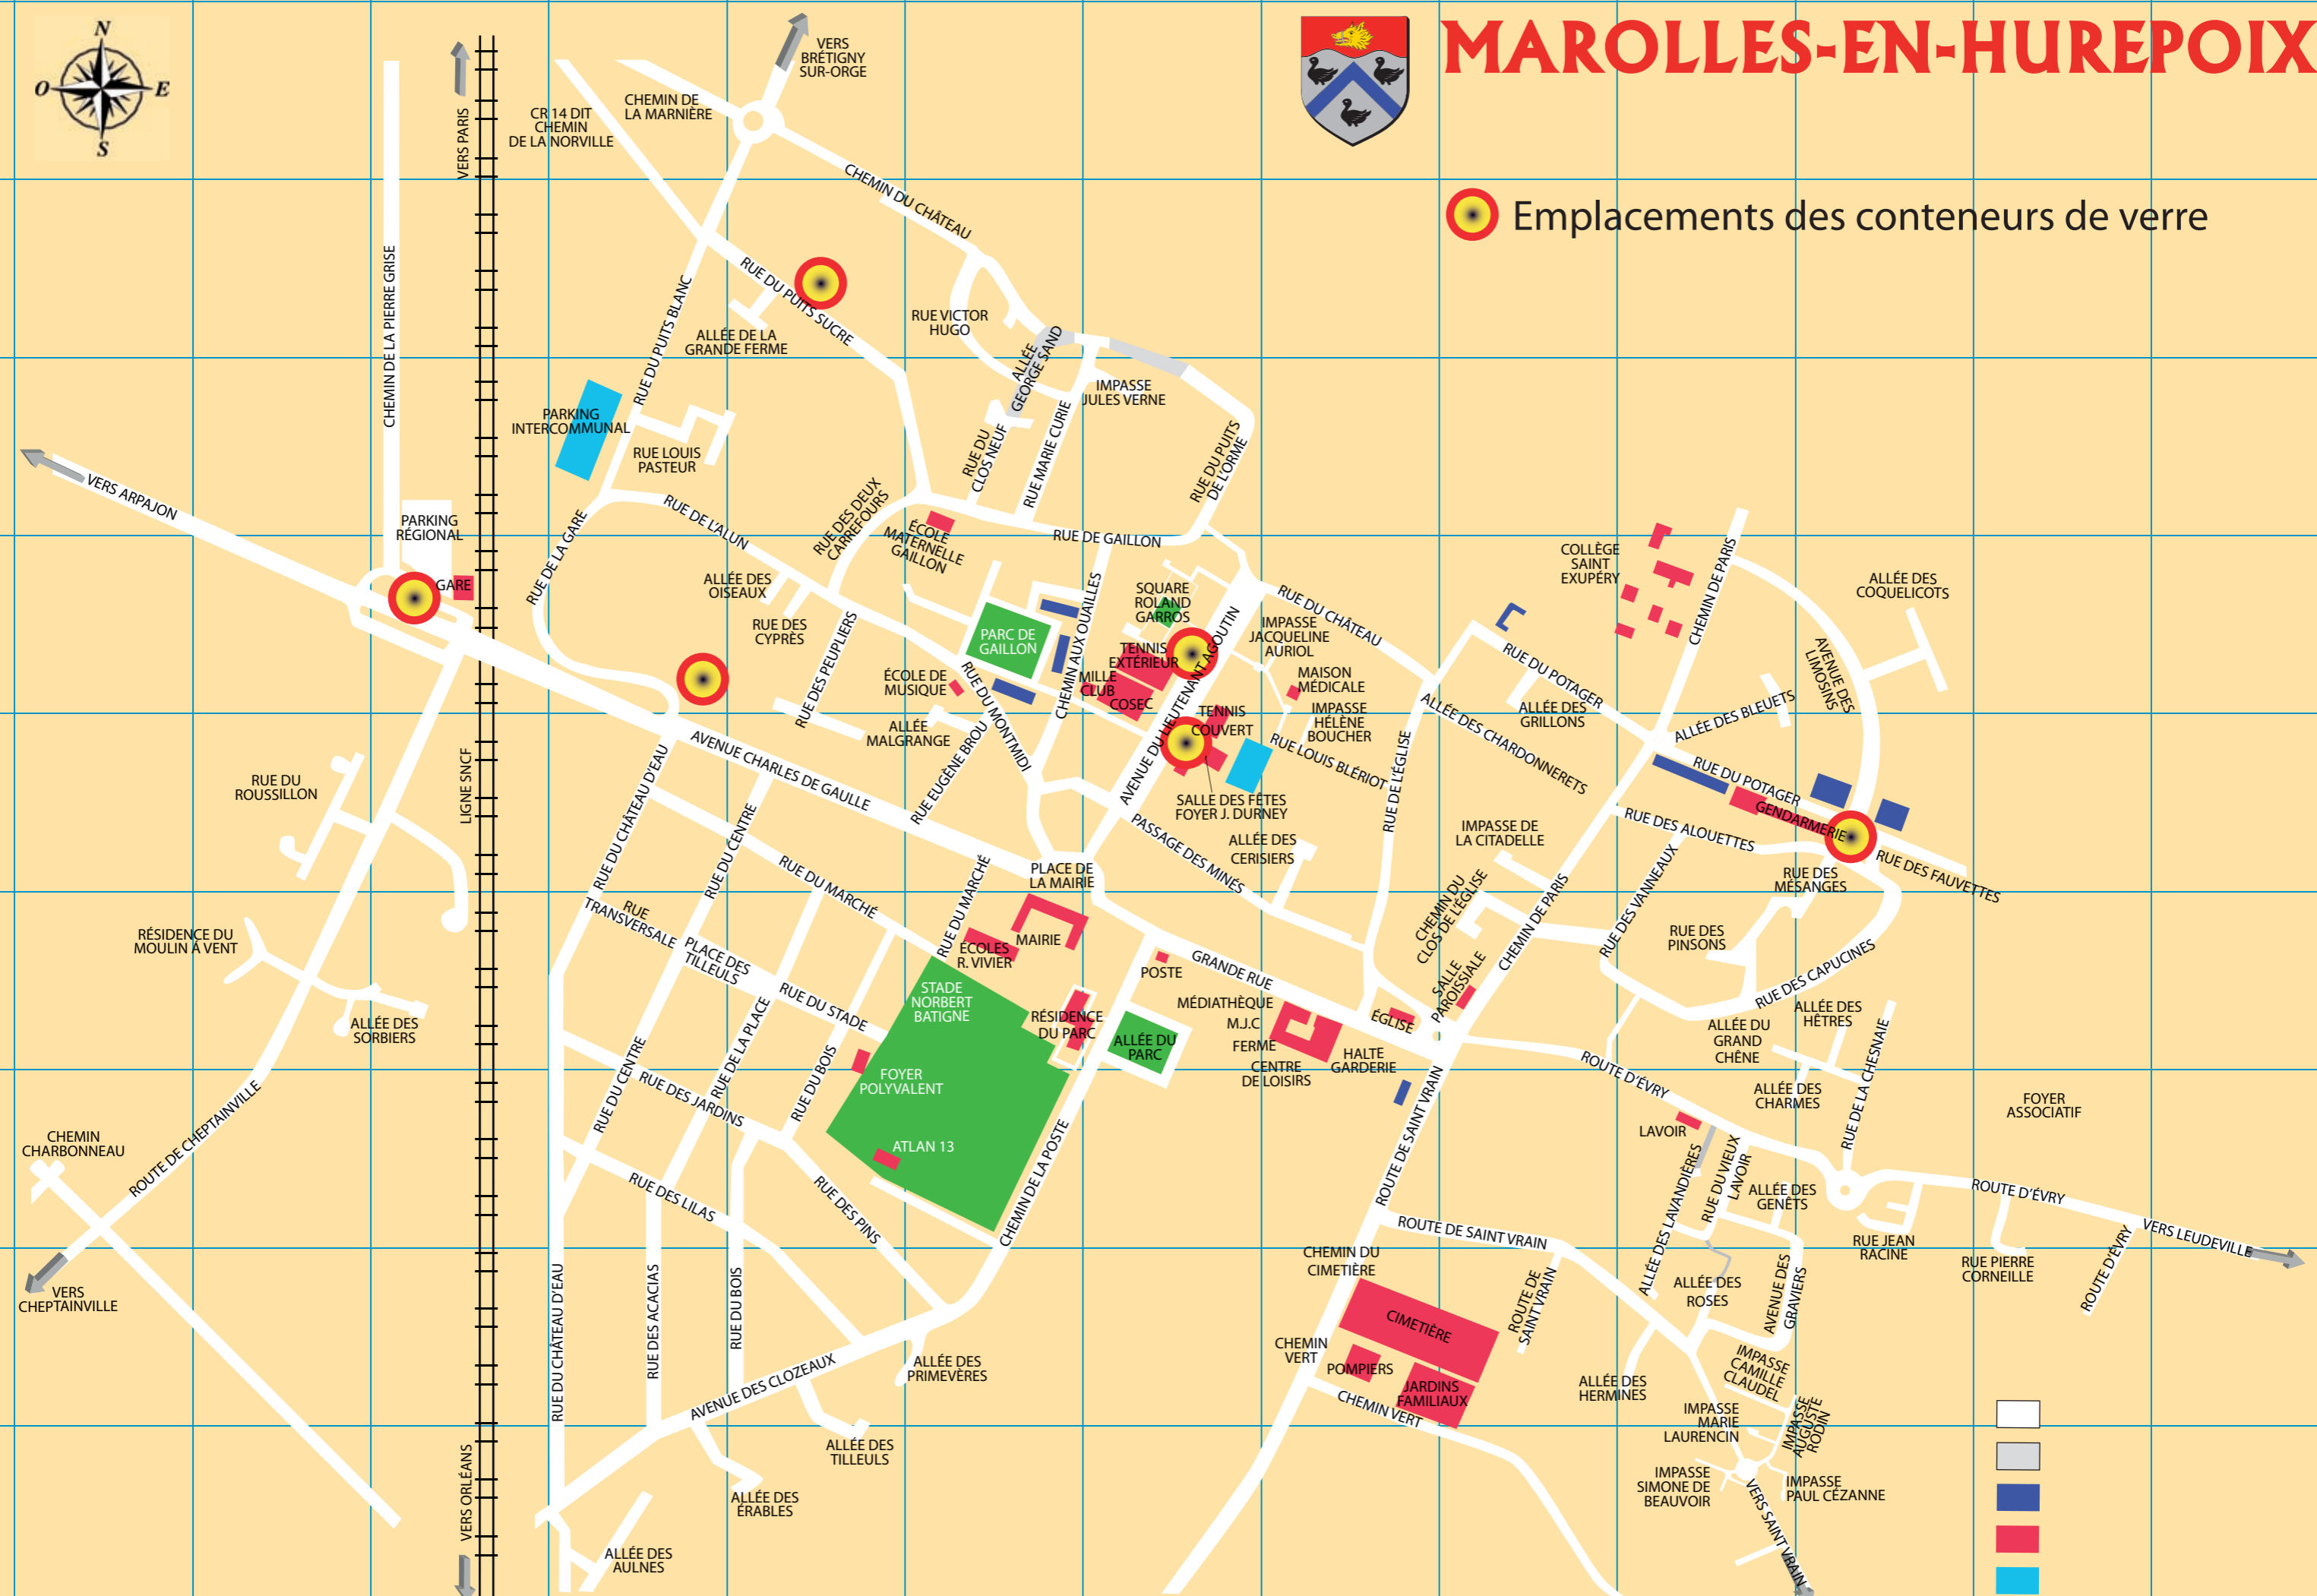 MAROLLES-EN-HUREPOIX
Emplacements des conteneurs de verre
N
O
E
S
VERS
BRÉTIGNY
SUR-ORGE
VERS PARIS
CR 14 DIT
CHEMIN
DE LA NORVILLE
CHEMIN DE
LA MARNIÈRE
CHEMIN DU CHÂTEAU
CHEMIN DE LA PIERRE GRISE
RUE DU PUITS BLANC
RUE DU PUITS SUCRE
ALLÉE DE LA
GRANDE FERME
RUE VICTOR
HUGO
ALLÉE
GEORGE SAND
IMPASSE
JULES VERNE
PARKING
INTERCOMMUNAL
RUE LOUIS
PASTEUR
RUE DU
CLOS NEUF
RUE MARIE CURIE
RUE DU PUITS
DE L'ORME
VERS ARPAJON
PARKING
RÉGIONAL
GARE
RUE DE LA GARE
RUE DE L'ALUN
RUE DES DEUX
CARREFOURS
ÉCOLE
MATERNELLE
GAILLON
RUE DE GAILLON
ALLÉE DES
OISEAUX
RUE DES
CYPRÈS
RUE DES PEUPLIERS
PARC DE
GAILLON
CHEMIN AUX OUAILLES
SQUARE
ROLAND
GARROS
TENNIS
EXTÉRIEUR
MILLE
CLUB
COSEC
AVENUE DU LIEUTENANT AGOUTIN
RUE DU CHÂTEAU
IMPASSE
JACQUELINE
AURIOL
MAISON
MÉDICALE
IMPASSE
HÉLÈNE
BOUCHER
TENNIS
COUVERT
RUE LOUIS BLÉRIOT
SALLE DES FÊTES
FOYER J. DURNEY
COLLÈGE
SAINT
EXUPÉRY
CHEMIN DE PARIS
ALLÉE DES
COQUELICOTS
AVENUE DES
LIMOSINS
RUE DU POTAGER
ALLÉE DES
GRILLONS
ALLÉE DES BLEUETS
ALLÉE DES CHARDONNERETS
RUE DE L'ÉGLISE
RUE DU POTAGER
GENDARMERIE
RUE DES ALOUETTES
RUE DES FAUVETTES
RUE DES
MÉSANGES
RUE DES VANNEAUX
RUE DES
PINSONS
RUE DES CAPUCINES
ÉCOLE DE
MUSIQUE
RUE DU MONTMIDI
ALLÉE
MALGRANGE
RUE EUGÈNE BROU
AVENUE CHARLES DE GAULLE
LIGNE SNCF
RUE DU
ROUSSILLON
RUE DU CHÂTEAU D'EAU
RUE DU CENTRE
RUE DU MARCHÉ
RUE DU MARCHÉ
PLACE DE
LA MAIRIE
PASSAGE DES MINÉS
ALLÉE DES
CERISIERS
IMPASSE DE
LA CITADELLE
CHEMIN DU
CLOS DE L'ÉGLISE
CHEMIN DE PARIS
RÉSIDENCE DU
MOULIN À VENT
ALLÉE DES
SORBIERS
RUE
TRANSVERSALE
PLACE DES
TILLEULS
RUE DU STADE
ÉCOLES
R. VIVIER
MAIRIE
STADE
NORBERT
BATIGNE
RÉSIDENCE
DU PARC
POSTE
GRANDE RUE
ALLÉE DU
PARC
MÉDIATHÈQUE
M.J.C
FERME
CENTRE
DE LOISIRS
HALTE
GARDERIE
ÉGLISE
SALLE
PAROISSIALE
ROUTE D'ÉVRY
ALLÉE DES
HÊTRES
ALLÉE DU
GRAND
CHÊNE
ALLÉE DES
CHARMES
RUE DE LA CHESNAIE
FOYER
ASSOCIATIF
RUE DU CENTRE
RUE DE LA PLACE
RUE DES JARDINS
RUE DU BOIS
FOYER
POLYVALENT
ATLAN 13
CHEMIN DE LA POSTE
RUE DES LILAS
RUE DES PINS
CHEMIN
CHARBONNEAU
ROUTE DE CHEPTAINVILLE
VERS
CHEPTAINVILLE
LAVOIR
ALLÉE DES LAVANDIÈRES
RUE DU VIEUX
LAVOIR
ALLÉE DES
GENÊTS
ROUTE D'ÉVRY
RUE JEAN
RACINE
RUE PIERRE
CORNEILLE
ROUTE D'ÉVRY
VERS LEUDEVILLE
ROUTE DE SAINT VRAIN
ROUTE DE SAINT VRAIN
ROUTE DE
SAINT VRAIN
CHEMIN DU
CIMETIÈRE
CIMETIÈRE
CHEMIN
VERT
POMPIERS
JARDINS
FAMILIAUX
CHEMIN VERT
ALLÉE DES
ROSES
AVENUE DES
GRAVIERS
ALLÉE DES
HERMINES
IMPASSE
CAMILLE
CLAUDEL
IMPASSE
MARIE
LAURENCIN
IMPASSE
AUGUSTE
RODIN
IMPASSE
SIMONE DE
BEAUVOIR
IMPASSE
PAUL CÉZANNE
VERS SAINT VRAIN
RUE DU CHÂTEAU D'EAU
RUE DES ACACIAS
RUE DU BOIS
AVENUE DES CLOZEAUX
ALLÉE DES
PRIMEVÈRES
ALLÉE DES
TILLEULS
ALLÉE DES
ÉRABLES
ALLÉE DES
AULNES
VERS ORLÉANS